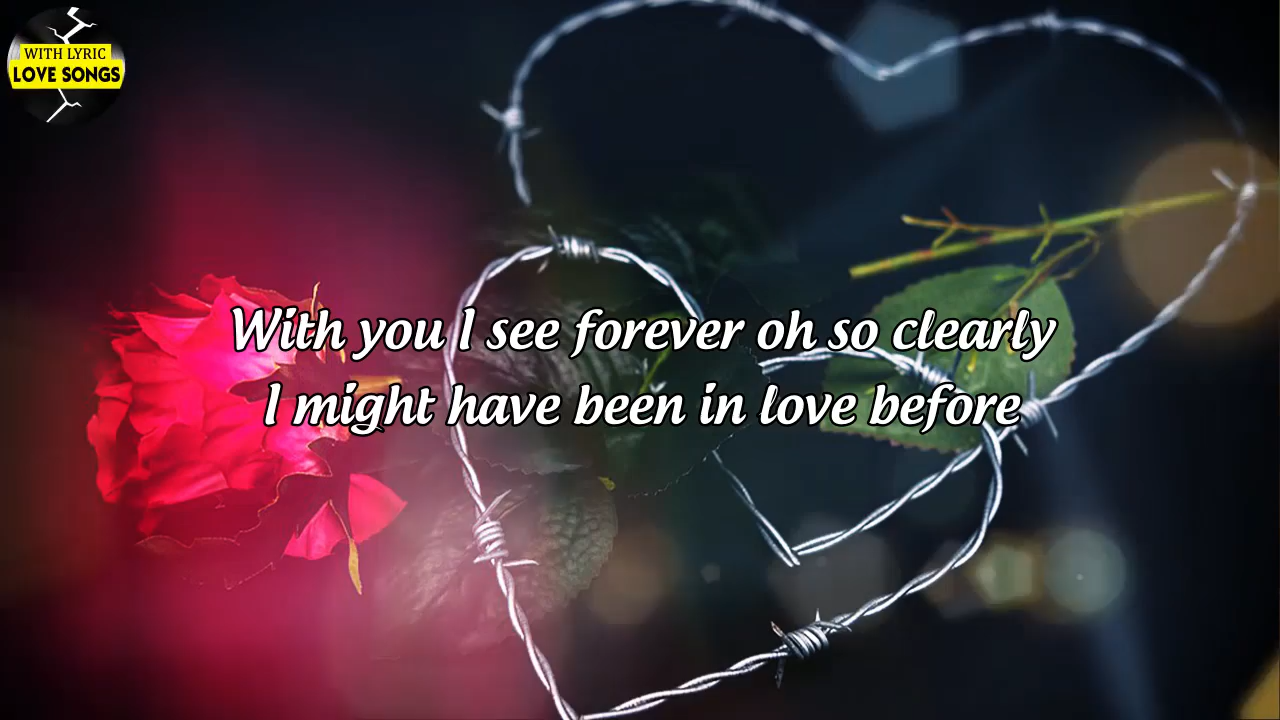 WITH LYRIC
LOVE SONGS
With you I see forever oh so clearly
I might have been in love before